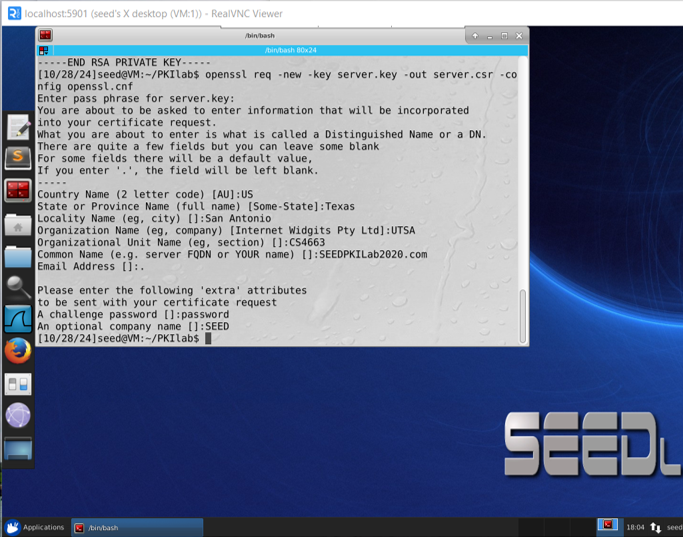 localhost:5901 (seed's X desktop (VM:1)) - RealVNC Viewer
/bin/bash
/bin/bash 80x24
-----END RSA PRIVATE KEY-----
[10/28/24]seed@VM:~/PKIlab$ openssl req -new -key server.key -out server.csr -co
nfig openssl.cnf
Enter pass phrase for server.key:
You are about to be asked to enter information that will be incorporated
into your certificate request.
What you are about to enter is what is called a Distinguished Name or a DN.
There are quite a few fields but you can leave some blank
For some fields there will be a default value,
If you enter '.', the field will be left blank.
-----
Country Name (2 letter code) [AU]:US
State or Province Name (full name) [Some-State]:Texas
Locality Name (eg, city) []:San Antonio
Organization Name (eg, company) [Internet Widgits Pty Ltd]:UTSA
Organizational Unit Name (eg, section) []:CS4663
Common Name (e.g. server FQDN or YOUR name) []:SEEDPKILab2020.com
Email Address []:.
Please enter the following 'extra' attributes
to be sent with your certificate request
A challenge password []:password
An optional company name []:SEED
[10/28/24]seed@VM:~/PKIlab$
SEEDL
Applications
/bin/bash
18:04
seed